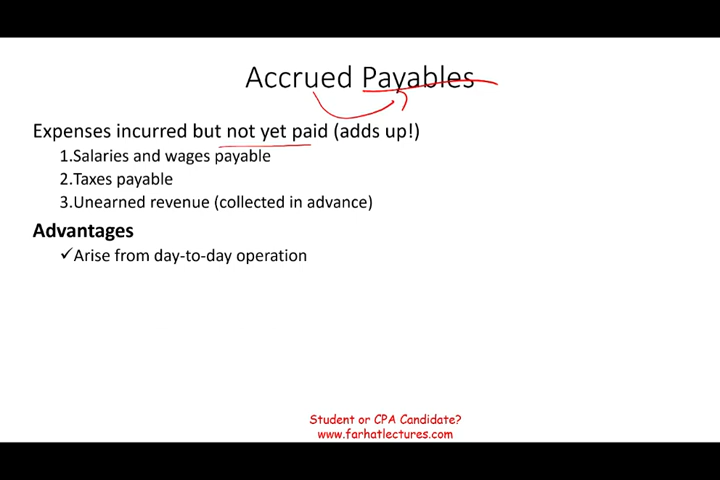 Accrued Payables
Expenses incurred but not yet paid (adds up!)
1.Salaries and wages payable
2.Taxes payable
3.Unearned revenue (collected in advance)
Advantages
✓Arise from day-to-day operation
Student or CPA Candidate?
www.farhatlectures.com